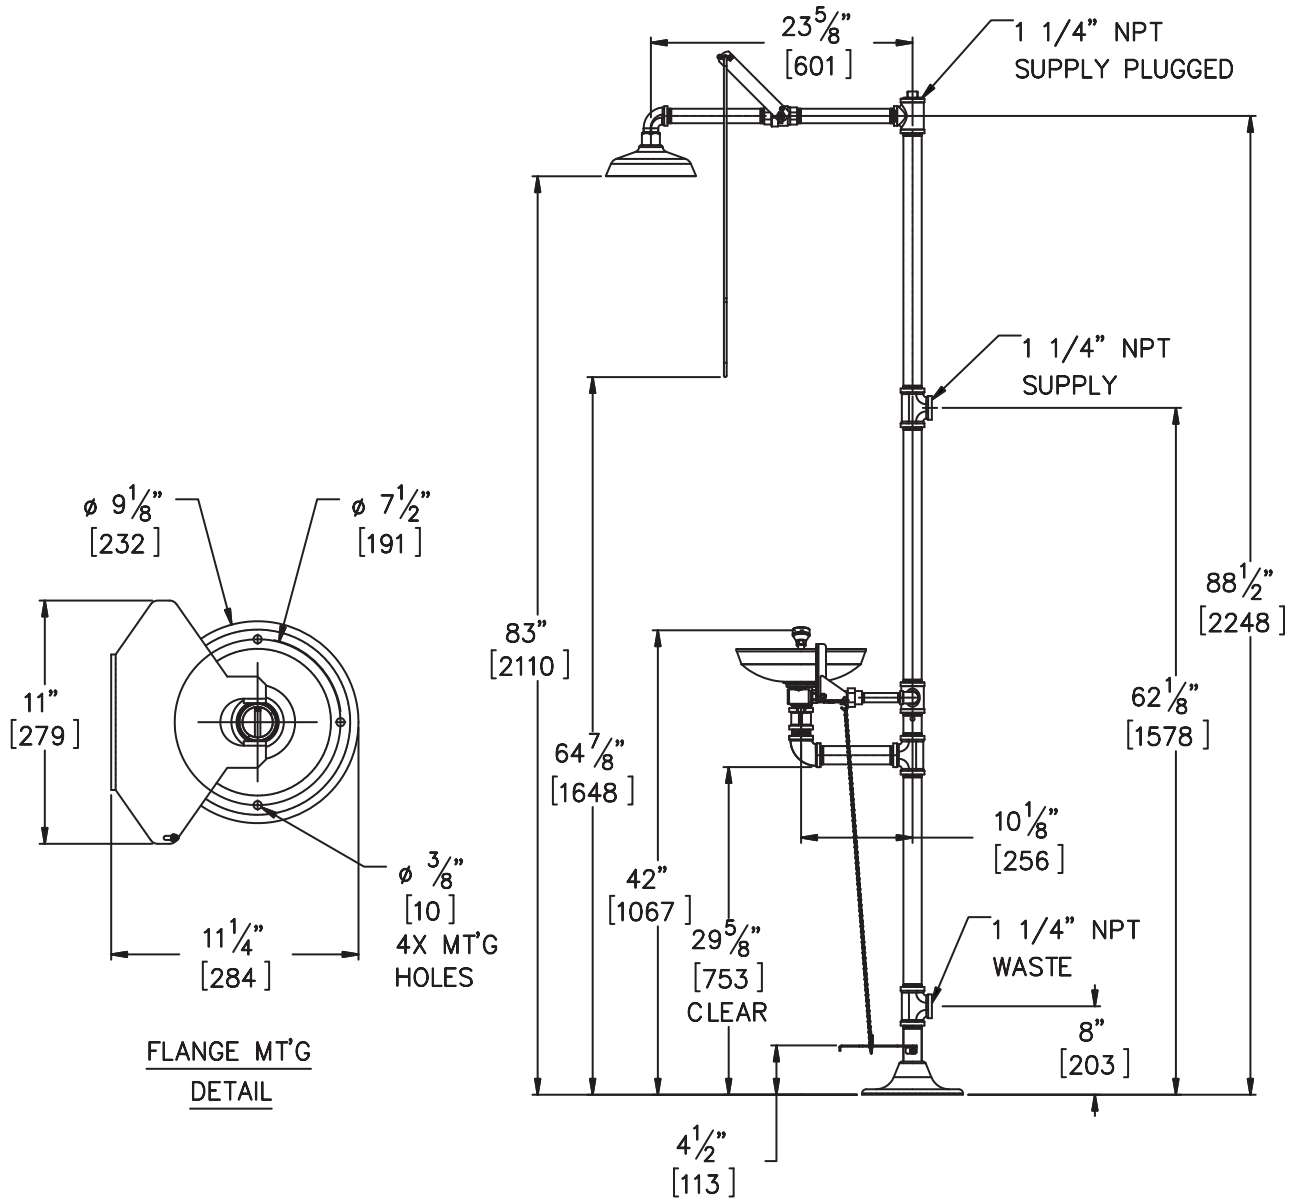 23 5/8"
[601]
1 1/4" NPT
SUPPLY PLUGGED
1 1/4" NPT
SUPPLY
ø 9 1/8"
[232]
ø 7 1/2"
[191]
88 1/2"
[2248]
83"
[2110]
11"
[279]
62 1/8"
[1578]
64 7/8"
[1648]
10 1/8"
[256]
ø 3/8"
[10]
4X MT'G
HOLES
42"
[1067]
11 1/4"
[284]
29 5/8"
[753]
CLEAR
1 1/4" NPT
WASTE
8"
[203]
FLANGE MT'G
DETAIL
4 1/2"
[113]